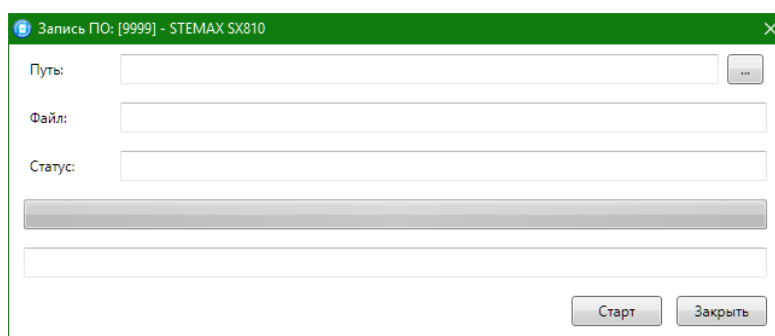 Запись ПО: [9999] - STEMAX SX810
Путь:
...
Файл:
Статус:
Старт Закрыть